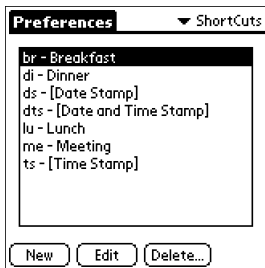 Preferences ShortCuts
br - Breakfast
di - Dinner
ds - [Date Stamp]
dts - [Date and Time Stamp]
lu - Lunch
me - Meeting
ts - [Time Stamp]
New Edit Delete...